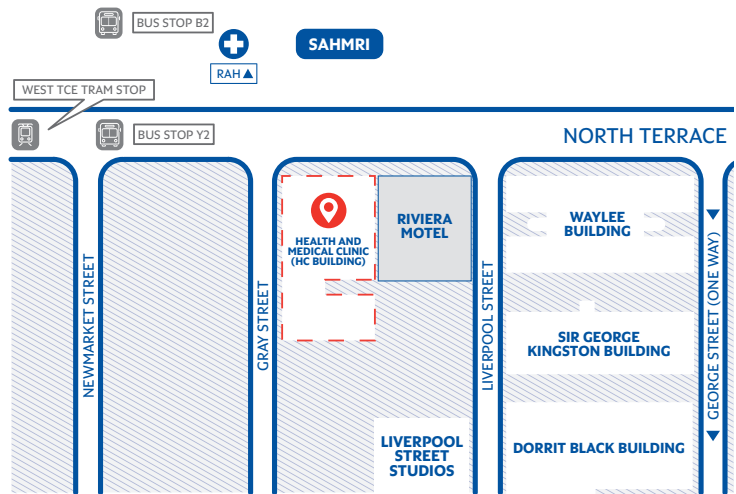 BUS STOP B2
SAHMRI
RAH▲
WEST TCE TRAM STOP
BUS STOP Y2
NORTH TERRACE
HEALTH AND
MEDICAL CLINIC
(HC BUILDING)
RIVIERA
MOTEL
WAYLEE
BUILDING
NEWMARKET STREET
GRAY STREET
LIVERPOOL STREET
GEORGE STREET (ONE WAY)
SIR GEORGE
KINGSTON BUILDING
LIVERPOOL
STREET
STUDIOS
DORRIT BLACK BUILDING